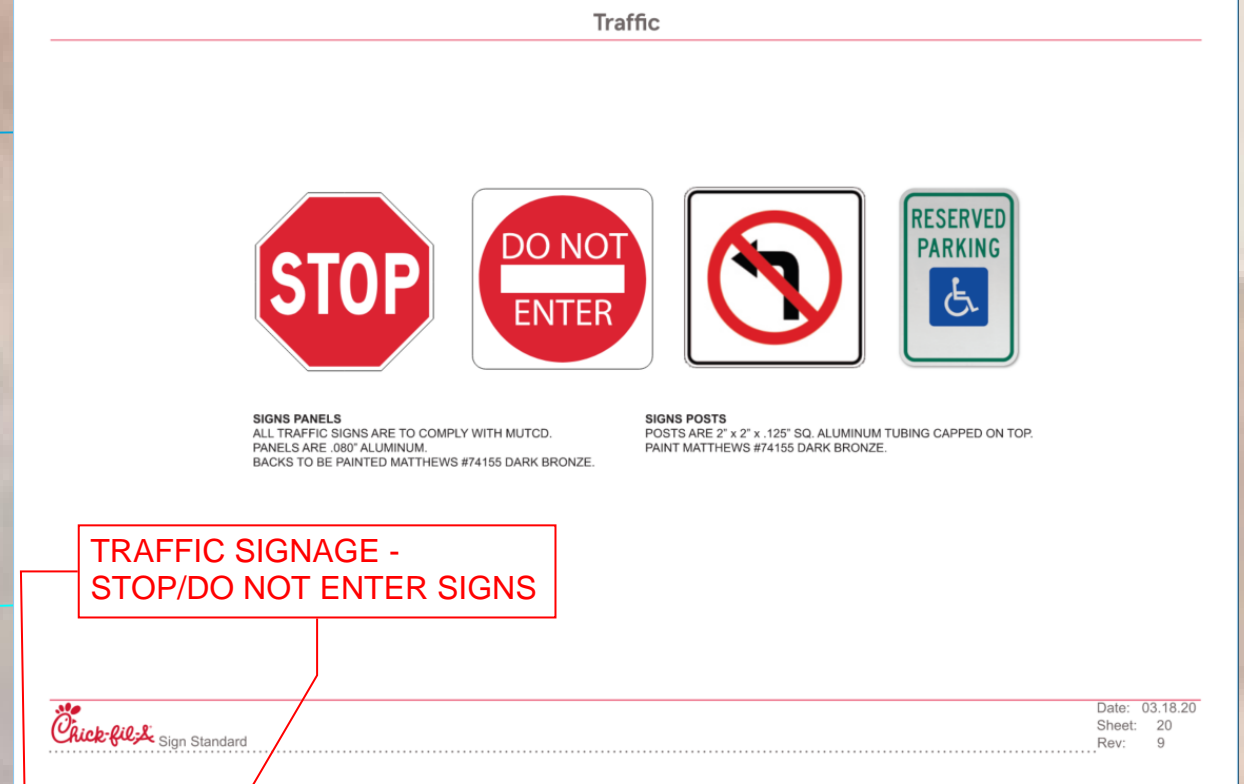 Traffic
STOP
DO NOT
ENTER
RESERVED
PARKING
SIGNS PANELS
ALL TRAFFIC SIGNS ARE TO COMPLY WITH MUTCD.
PANELS ARE .080" ALUMINUM.
BACKS TO BE PAINTED MATTHEWS #74155 DARK BRONZE.
SIGNS POSTS
POSTS ARE 2" x 2" x .125" SQ. ALUMINUM TUBING CAPPED ON TOP.
PAINT MATTHEWS #74155 DARK BRONZE.
TRAFFIC SIGNAGE -
STOP/DO NOT ENTER SIGNS
Chick-fil-A Sign Standard
Date: 03.18.20
Sheet: 20
Rev: 9